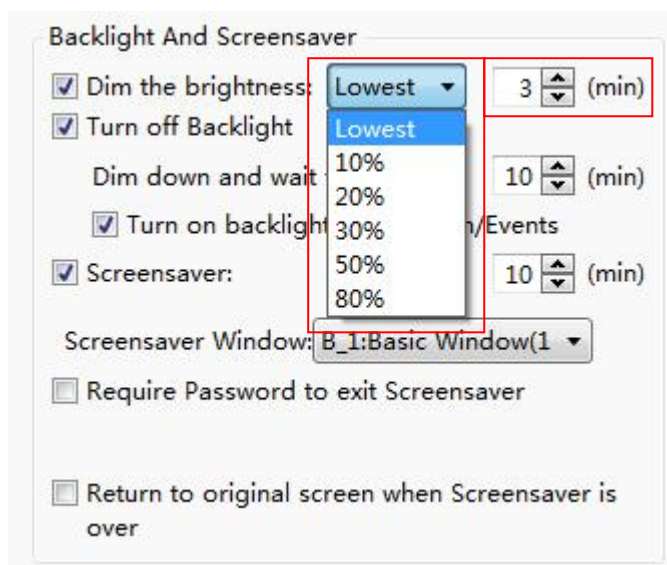 Backlight And Screensaver
Dim the brightness: Lowest 3 (min)
Turn off Backlight
Lowest
10%
Dim down and wait 10 (min)
20%
Turn on backlight /Events
30%
50%
Screensaver: 10 (min)
80%
Screensaver Window: B_1:Basic Window(1
Require Password to exit Screensaver
Return to original screen when Screensaver is
over